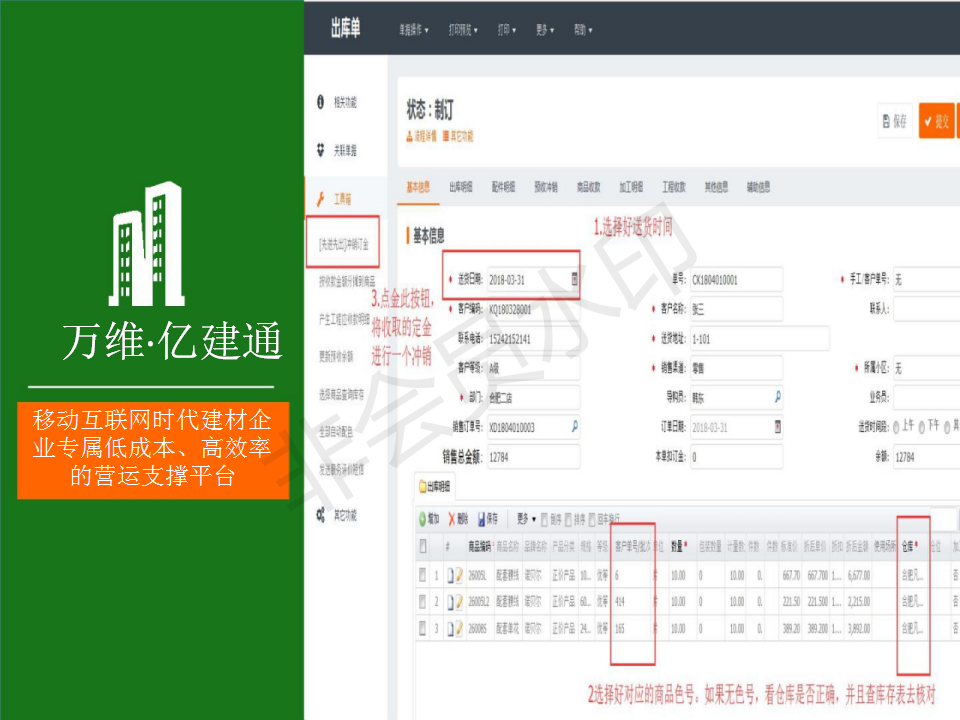 万维·亿建通
移动互联网时代建材企
业专属低成本、高效率
的营运支撑平台
出库单
单据操作 打印预览 打印 更多 帮助
相关功能
关联单据
工具箱
[先进先出]冲销订金
按收款金额分摊到商品
产生工程应收款明细
更新预收余额
选择商品查询库存
全部自动配色
发送服务评价短信
其它功能
状态：制订
流程详情 其它功能
保存 提交
基本信息 出库明细 配件明细 预收冲销 商品收款 加工明细 工程收款 其他信息 辅助信息
1.选择好送货时间
基本信息
* 送货日期: 2018-03-31 单号: CK1804010001 * 手工/客户单号: 无
* 客户编码: KQ180328001 * 客户名称: 张三 联系人:
联系电话: 15242152141 * 送货地址: 1-101
客户等级: A级 * 销售渠道: 零售 * 所属小区: 无
* 部门: 合肥二店 导购员: 韩东 业务员:
销售订单号: XD1804010003 订单日期: 2018-03-31 送货时间段: 上午 下午 其
销售总金额: 12784 本单扣订金: 0 余额: 12784
3.点金此按钮，
将收取的定金
进行一个冲销
出库明细
增加 删除 保存 更多 倒序 排序 回车换行
# 商品编码* 商品名称 品牌名称 产品分类 规格 等级 客户单号/批次 单位 数量* 包装数量 计量数 件数 件数 标准价 折后单价 折扣 折后金额 使用场所 仓库* 仓位 加
1 26005L 配套腰线 诺贝尔 正价产品 10... 优等 6 片 10.00 0 10.00 0. 667.70 667.700 1... 6,677.00 合肥凡... 否
2 26005L2 配套腰线 诺贝尔 正价产品 60... 优等 414 片 10.00 0 10.00 0. 221.50 221.500 1... 2,215.00 合肥凡... 否
3 26008S 配套单花 诺贝尔 正价产品 24... 优等 165 片 10.00 0 10.00 0. 389.20 389.200 1... 3,892.00 合肥凡... 否
2选择好对应的商品色号：如果无色号，看仓库是否正确，并且查库存表去核对
非会员水印